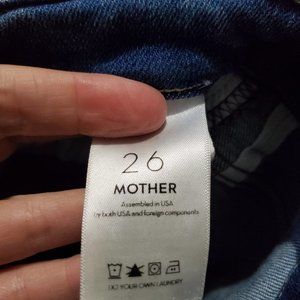 26
MOTHER
Assembled in USA
by both USA and foreign components
DO YOUR OWN LAUNDRY